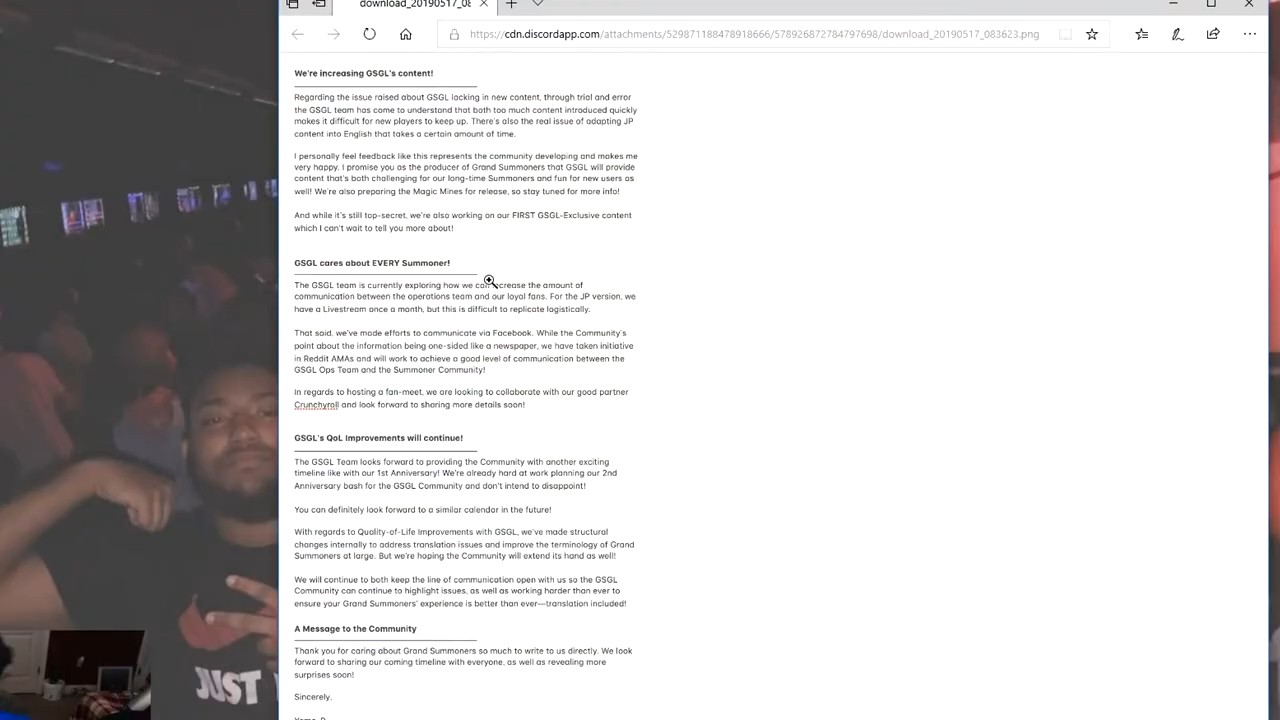 download_20190517_08
https://cdn.discordapp.com/attachments/529871188478918666/578926872784797698/download_20190517_083623.png
We're increasing GSGL's content!
Regarding the issue raised about GSGL lacking in new content, through trial and error
the GSGL team has come to understand that both too much content introduced quickly
makes it difficult for new players to keep up. There's also the real issue of adapting JP
content into English that takes a certain amount of time.
I personally feel feedback like this represents the community developing and makes me
very happy. I promise you as the producer of Grand Summoners that GSGL will provide
content that's both challenging for our long-time Summoners and fun for new users as
well! We're also preparing the Magic Mines for release, so stay tuned for more info!
And while it's still top-secret, we're also working on our FIRST GSGL-Exclusive content
which I can't wait to tell you more about!
GSGL cares about EVERY Summoner!
The GSGL team is currently exploring how we can increase the amount of
communication between the operations team and our loyal fans. For the JP version, we
have a Livestream once a month, but this is difficult to replicate logistically.
That said, we've made efforts to communicate via Facebook. While the Community's
point about the information being one-sided like a newspaper, we have taken initiative
in Reddit AMAs and will work to achieve a good level of communication between the
GSGL Ops Team and the Summoner Community!
In regards to hosting a fan-meet, we are looking to collaborate with our good partner
Crunchyroll and look forward to sharing more details soon!
GSGL's QoL Improvements will continue!
The GSGL Team looks forward to providing the Community with another exciting
timeline like with our 1st Anniversary! We're already hard at work planning our 2nd
Anniversary bash for the GSGL Community and don't intend to disappoint!
You can definitely look forward to a similar calendar in the future!
With regards to Quality-of-Life Improvements with GSGL, we've made structural
changes internally to address translation issues and improve the terminology of Grand
Summoners at large. But we're hoping the Community will extend its hand as well!
We will continue to both keep the line of communication open with us so the GSGL
Community can continue to highlight issues, as well as working harder than ever to
ensure your Grand Summoners' experience is better than ever—translation included!
A Message to the Community
Thank you for caring about Grand Summoners so much to write to us directly. We look
forward to sharing our coming timeline with everyone, as well as revealing more
surprises soon!
Sincerely,
JUST